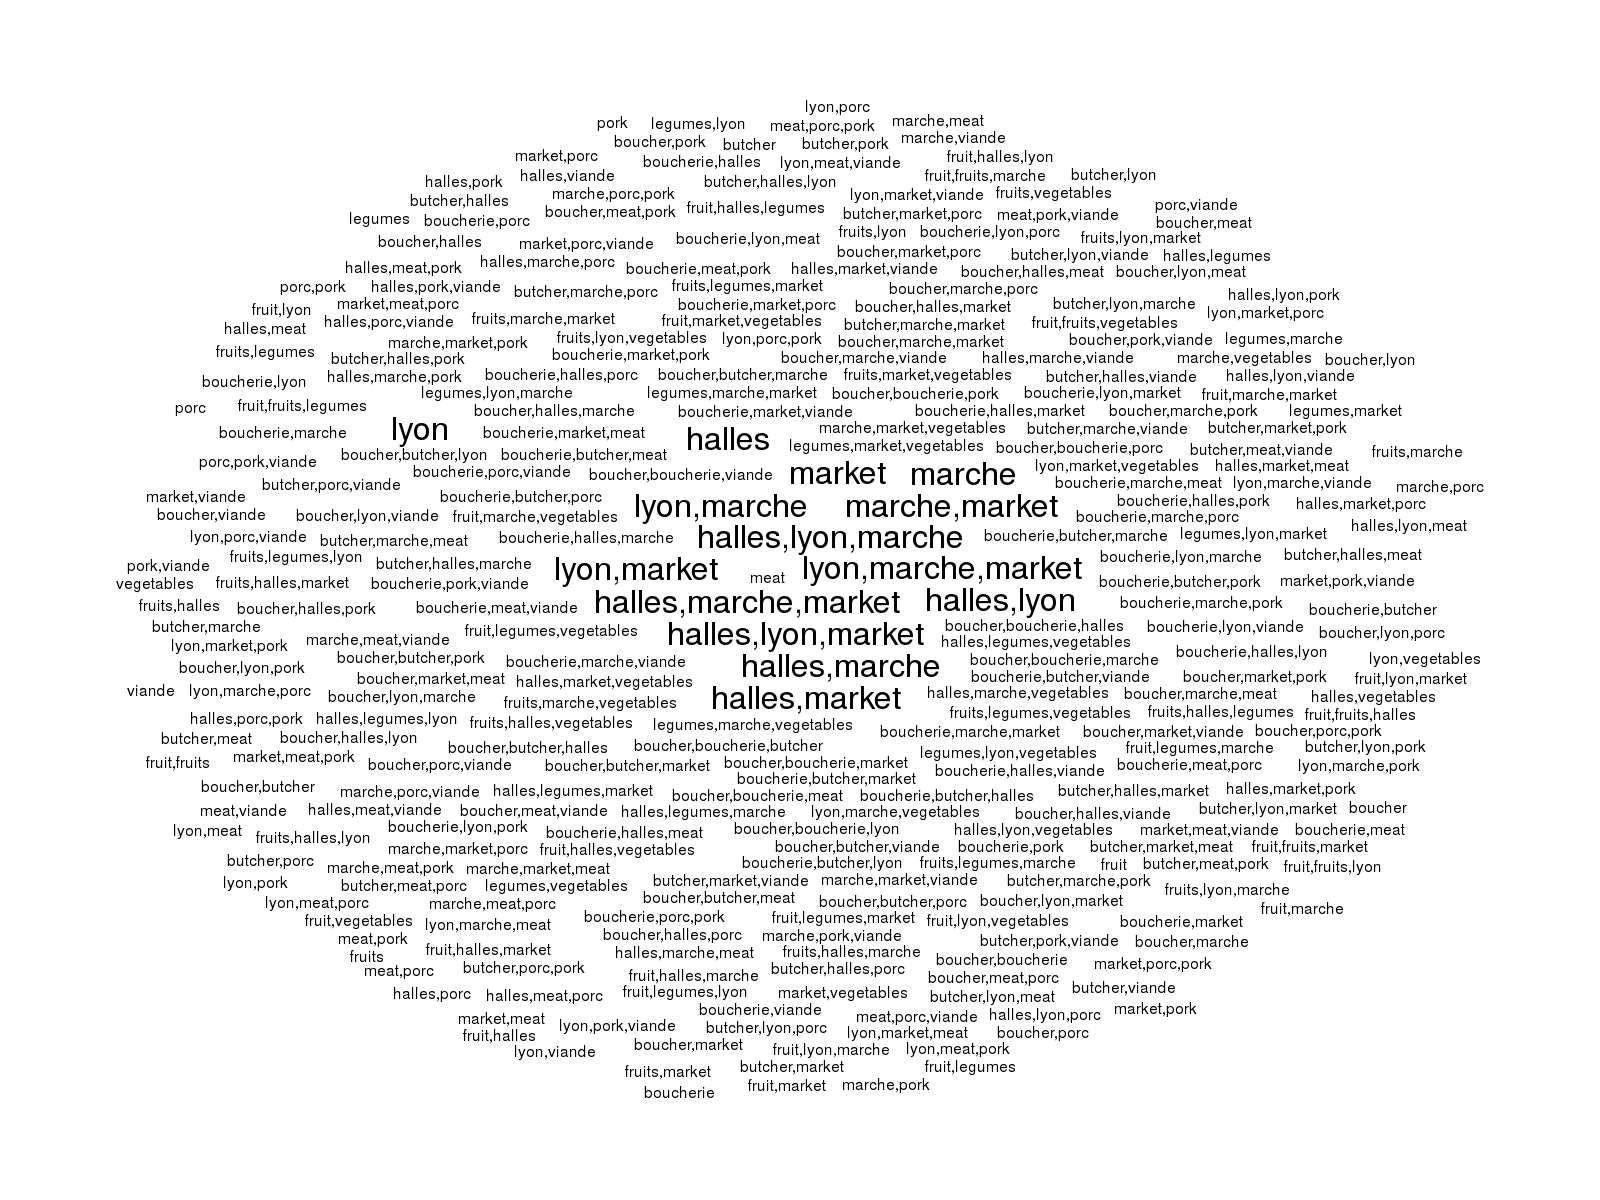 lyon,porc
pork legumes,lyon meat,porc,pork marche,meat
boucher,pork butcher butcher,pork marche,viande
market,porc boucherie,halles lyon,meat,viande fruit,halles,lyon
halles,pork halles,viande butcher,halles,lyon fruit,fruits,marche butcher,lyon
butcher,halles marche,porc,pork lyon,market,viande fruits,vegetables
legumes boucherie,porc boucher,meat,pork fruit,halles,legumes butcher,market,porc meat,pork,viande porc,viande
boucher,meat
boucher,halles market,porc,viande boucherie,lyon,meat fruits,lyon boucherie,lyon,porc fruits,lyon,market
boucher,market,porc butcher,lyon,viande halles,legumes
halles,meat,pork halles,marche,porc boucherie,meat,pork halles,market,viande boucher,halles,meat boucher,lyon,meat
porc,pork halles,pork,viande butcher,marche,porc fruits,legumes,market boucher,marche,porc halles,lyon,pork
fruit,lyon market,meat,porc boucherie,market,porc boucher,halles,market butcher,lyon,marche lyon,market,porc
halles,meat halles,porc,viande fruits,marche,market fruit,market,vegetables butcher,marche,market fruit,fruits,vegetables
marche,market,pork fruits,lyon,vegetables lyon,porc,pork boucher,marche,market boucher,pork,viande legumes,marche
fruits,legumes butcher,halles,pork boucherie,market,pork boucher,marche,viande halles,marche,viande marche,vegetables boucher,lyon
boucherie,lyon halles,marche,pork boucherie,halles,porc boucher,butcher,marche fruits,market,vegetables butcher,halles,viande halles,lyon,viande
legumes,lyon,marche legumes,marche,market boucher,boucherie,pork boucherie,lyon,market fruit,marche,market
porc fruit,fruits,legumes boucher,halles,marche boucherie,market,viande boucherie,halles,market boucher,marche,pork legumes,market
boucherie,marche lyon boucherie,market,meat halles marche,market,vegetables butcher,marche,viande butcher,market,pork
legumes,market,vegetables boucher,boucherie,porc butcher,meat,viande fruits,marche
porc,pork,viande boucher,butcher,lyon boucherie,butcher,meat
boucherie,porc,viande boucher,boucherie,viande market marche lyon,market,vegetables halles,market,meat
butcher,porc,viande boucherie,marche,meat lyon,marche,viande marche,porc
market,viande boucherie,butcher,porc lyon,marche marche,market boucherie,halles,pork halles,market,porc
boucher,viande boucher,lyon,viande fruit,marche,vegetables boucherie,marche,porc
lyon,porc,viande butcher,marche,meat boucherie,halles,marche halles,lyon,marche boucherie,butcher,marche legumes,lyon,market halles,lyon,meat
pork,viande fruits,legumes,lyon butcher,halles,marche lyon,market lyon,marche,market boucherie,lyon,marche butcher,halles,meat
vegetables fruits,halles,market boucherie,pork,viande meat boucherie,butcher,pork market,pork,viande
fruits,halles boucher,halles,pork boucherie,meat,viande halles,marche,market halles,lyon boucherie,marche,pork boucherie,butcher
butcher,marche fruit,legumes,vegetables halles,lyon,market boucher,boucherie,halles boucherie,lyon,viande boucher,lyon,porc
lyon,market,pork marche,meat,viande halles,legumes,vegetables
boucher,lyon,pork boucher,butcher,pork boucherie,marche,viande halles,marche boucher,boucherie,marche boucherie,halles,lyon lyon,vegetables
boucher,market,meat halles,market,vegetables boucherie,butcher,viande boucher,market,pork fruit,lyon,market
viande lyon,marche,porc boucher,lyon,marche fruits,marche,vegetables halles,market halles,marche,vegetables boucher,marche,meat halles,vegetables
halles,porc,pork halles,legumes,lyon fruits,halles,vegetables legumes,marche,vegetables fruits,legumes,vegetables fruits,halles,legumes fruit,fruits,halles
butcher,meat boucher,halles,lyon boucher,butcher,halles boucher,boucherie,butcher boucherie,marche,market boucher,market,viande boucher,porc,pork
fruit,fruits market,meat,pork boucher,porc,viande boucher,butcher,market boucher,boucherie,market legumes,lyon,vegetables fruit,legumes,marche butcher,lyon,pork
boucherie,butcher,market boucherie,halles,viande boucherie,meat,porc lyon,marche,pork
boucher,butcher marche,porc,viande halles,legumes,market boucher,boucherie,meat boucherie,butcher,halles butcher,halles,market halles,market,pork
meat,viande halles,meat,viande boucher,meat,viande halles,legumes,marche lyon,marche,vegetables boucher,halles,viande butcher,lyon,market boucher
lyon,meat fruits,halles,lyon boucherie,lyon,pork boucherie,halles,meat boucher,boucherie,lyon halles,lyon,vegetables market,meat,viande boucherie,meat
marche,market,porc fruit,halles,vegetables boucher,butcher,viande boucherie,pork butcher,market,meat fruit,fruits,market
butcher,porc marche,meat,pork marche,market,meat boucherie,butcher,lyon fruits,legumes,marche fruit butcher,meat,pork fruit,fruits,lyon
lyon,pork butcher,meat,porc legumes,vegetables butcher,market,viande marche,market,viande butcher,marche,pork fruits,lyon,marche
lyon,meat,porc marche,meat,porc boucher,butcher,meat boucher,butcher,porc boucher,lyon,market fruit,marche
fruit,vegetables lyon,marche,meat boucherie,porc,pork fruit,legumes,market fruit,lyon,vegetables boucherie,market
meat,pork fruit,halles,market boucher,halles,porc marche,pork,viande butcher,pork,viande boucher,marche
fruits halles,marche,meat fruits,halles,marche boucher,boucherie market,porc,pork
meat,porc butcher,porc,pork fruit,halles,marche butcher,halles,porc boucher,meat,porc
halles,porc halles,meat,porc fruit,legumes,lyon market,vegetables butcher,lyon,meat butcher,viande
market,meat lyon,pork,viande boucherie,viande meat,porc,viande halles,lyon,porc market,pork
fruit,halles butcher,lyon,porc lyon,market,meat boucher,porc
lyon,viande boucher,market fruit,lyon,marche lyon,meat,pork
fruits,market butcher,market fruit,legumes
boucherie fruit,market marche,pork